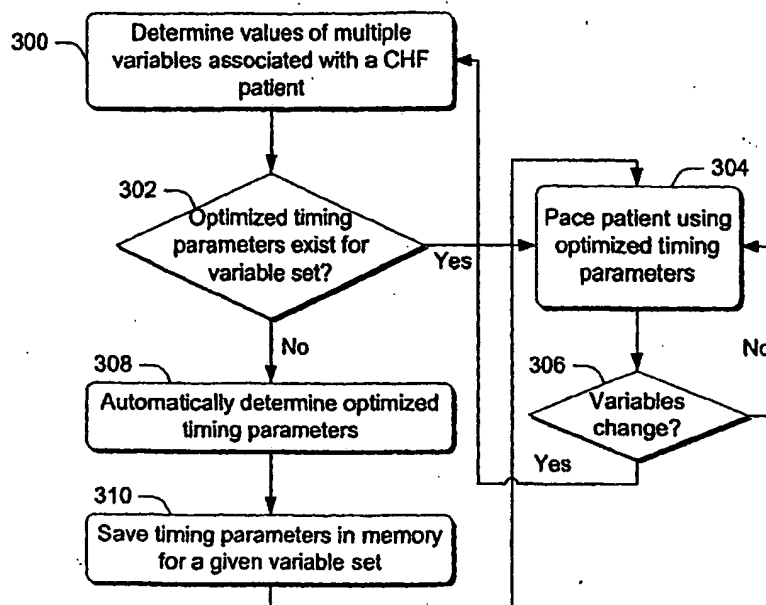 300
Determine values of multiple
variables associated with a CHF
patient
302
Optimized timing
parameters exist for
variable set?
Yes
304
Pace patient using
optimized timing
parameters
No
308
Automatically determine optimized
timing parameters
306
Variables
change?
No
Yes
310
Save timing parameters in memory
for a given variable set